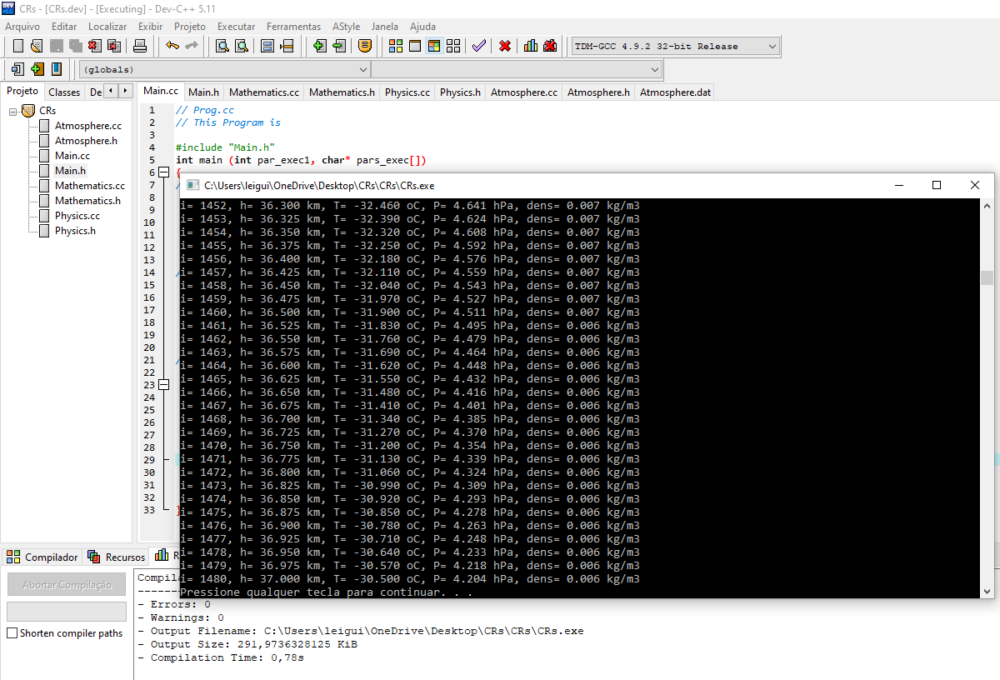 CRs - [CRs.dev] - [Executing] - Dev-C++ 5.11
Arquivo Editar Localizar Exibir Projeto Executar Ferramentas AStyle Janela Ajuda
TDM-GCC 4.9.2 32-bit Release
(globals)
Projeto Classes De
Main.cc Main.h Mathematics.cc Mathematics.h Physics.cc Physics.h Atmosphere.cc Atmosphere.h Atmosphere.dat
CRs
Atmosphere.cc
Atmosphere.h
Main.cc
Main.h
Mathematics.cc
Mathematics.h
Physics.cc
Physics.h
1 // Prog.cc
2 // This Program is
3
4 #include "Main.h"
5 int main (int par_exec1, char* pars_exec[])
6 {
7 /
8
9
10
11
12
13
14 /
15
16
17
18
19
20
21 /
22
23
24
25
26
27
28
29
30
31
32
33 }
C:\Users\leigui\OneDrive\Desktop\CRs\CRs\CRs.exe
i= 1452, h= 36.300 km, T= -32.460 oC, P= 4.641 hPa, dens= 0.007 kg/m3
i= 1453, h= 36.325 km, T= -32.390 oC, P= 4.624 hPa, dens= 0.007 kg/m3
i= 1454, h= 36.350 km, T= -32.320 oC, P= 4.608 hPa, dens= 0.007 kg/m3
i= 1455, h= 36.375 km, T= -32.250 oC, P= 4.592 hPa, dens= 0.007 kg/m3
i= 1456, h= 36.400 km, T= -32.180 oC, P= 4.576 hPa, dens= 0.007 kg/m3
i= 1457, h= 36.425 km, T= -32.110 oC, P= 4.559 hPa, dens= 0.007 kg/m3
i= 1458, h= 36.450 km, T= -32.040 oC, P= 4.543 hPa, dens= 0.007 kg/m3
i= 1459, h= 36.475 km, T= -31.970 oC, P= 4.527 hPa, dens= 0.007 kg/m3
i= 1460, h= 36.500 km, T= -31.900 oC, P= 4.511 hPa, dens= 0.007 kg/m3
i= 1461, h= 36.525 km, T= -31.830 oC, P= 4.495 hPa, dens= 0.006 kg/m3
i= 1462, h= 36.550 km, T= -31.760 oC, P= 4.479 hPa, dens= 0.006 kg/m3
i= 1463, h= 36.575 km, T= -31.690 oC, P= 4.464 hPa, dens= 0.006 kg/m3
i= 1464, h= 36.600 km, T= -31.620 oC, P= 4.448 hPa, dens= 0.006 kg/m3
i= 1465, h= 36.625 km, T= -31.550 oC, P= 4.432 hPa, dens= 0.006 kg/m3
i= 1466, h= 36.650 km, T= -31.480 oC, P= 4.416 hPa, dens= 0.006 kg/m3
i= 1467, h= 36.675 km, T= -31.410 oC, P= 4.401 hPa, dens= 0.006 kg/m3
i= 1468, h= 36.700 km, T= -31.340 oC, P= 4.385 hPa, dens= 0.006 kg/m3
i= 1469, h= 36.725 km, T= -31.270 oC, P= 4.370 hPa, dens= 0.006 kg/m3
i= 1470, h= 36.750 km, T= -31.200 oC, P= 4.354 hPa, dens= 0.006 kg/m3
i= 1471, h= 36.775 km, T= -31.130 oC, P= 4.339 hPa, dens= 0.006 kg/m3
i= 1472, h= 36.800 km, T= -31.060 oC, P= 4.324 hPa, dens= 0.006 kg/m3
i= 1473, h= 36.825 km, T= -30.990 oC, P= 4.309 hPa, dens= 0.006 kg/m3
i= 1474, h= 36.850 km, T= -30.920 oC, P= 4.293 hPa, dens= 0.006 kg/m3
i= 1475, h= 36.875 km, T= -30.850 oC, P= 4.278 hPa, dens= 0.006 kg/m3
i= 1476, h= 36.900 km, T= -30.780 oC, P= 4.263 hPa, dens= 0.006 kg/m3
i= 1477, h= 36.925 km, T= -30.710 oC, P= 4.248 hPa, dens= 0.006 kg/m3
i= 1478, h= 36.950 km, T= -30.640 oC, P= 4.233 hPa, dens= 0.006 kg/m3
i= 1479, h= 36.975 km, T= -30.570 oC, P= 4.218 hPa, dens= 0.006 kg/m3
i= 1480, h= 37.000 km, T= -30.500 oC, P= 4.204 hPa, dens= 0.006 kg/m3
Pressione qualquer tecla para continuar. . .
Compilador Recursos R
Abortar Compilação
Shorten compiler paths
Compila
-------
- Errors: 0
- Warnings: 0
- Output Filename: C:\Users\leigui\OneDrive\Desktop\CRs\CRs\CRs.exe
- Output Size: 291,9736328125 KiB
- Compilation Time: 0,78s